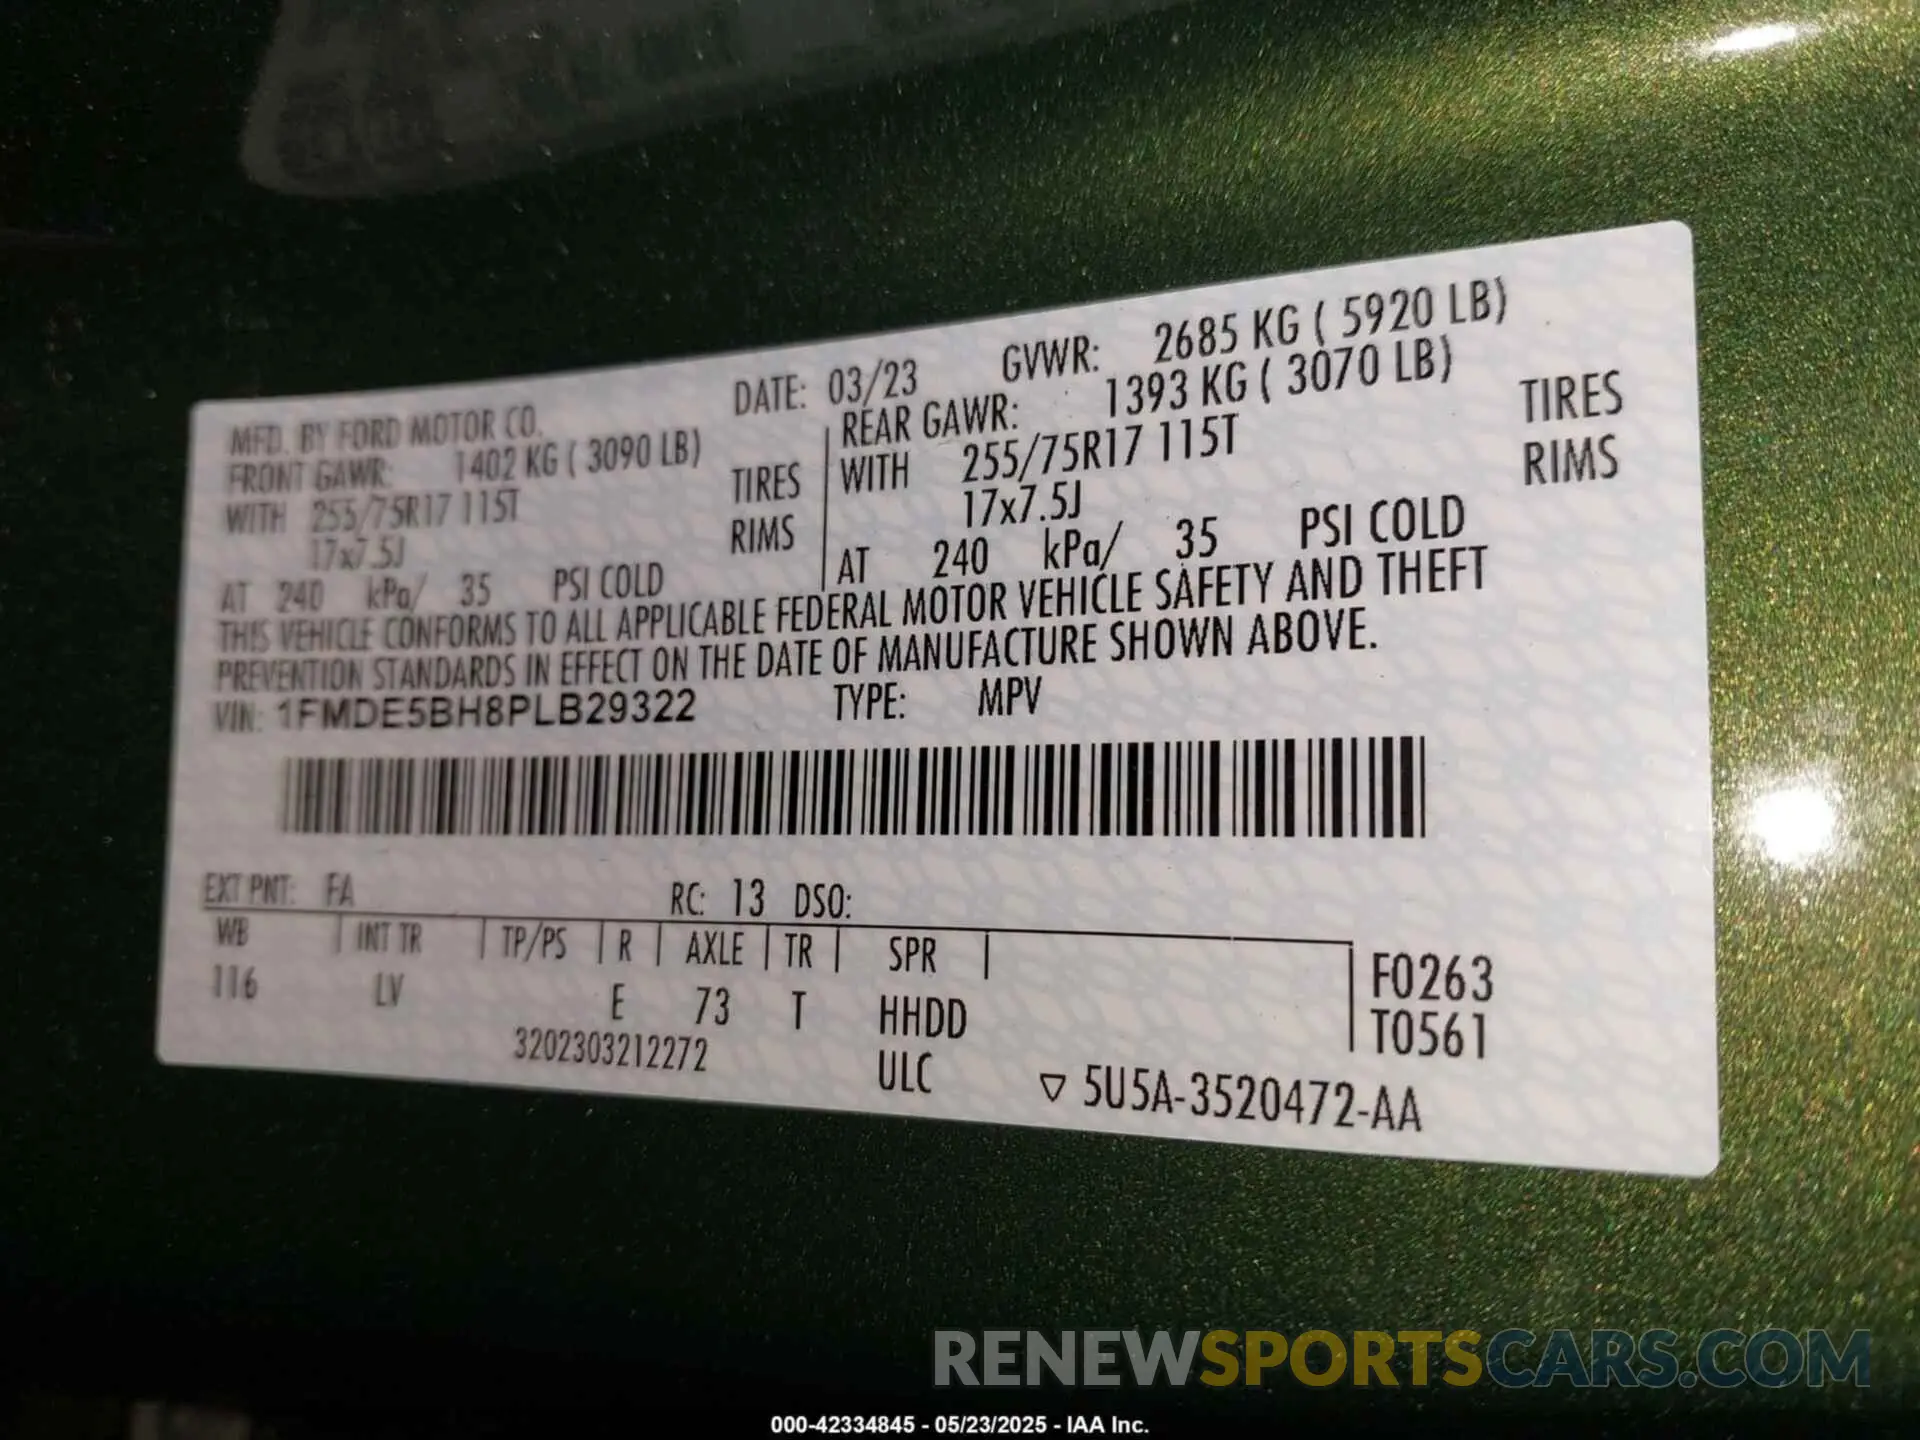 MFD. BY FORD MOTOR CO. DATE: 03/23 GVWR: 2685 KG ( 5920 LB)
FRONT GAWR: 1402 KG ( 3090 LB)
WITH 255/75R17 115T TIRES
17x7.5J RIMS
AT 240 kPa/ 35 PSI COLD
REAR GAWR: 1393 KG ( 3070 LB)
WITH 255/75R17 115T TIRES
17x7.5J RIMS
AT 240 kPa/ 35 PSI COLD
THIS VEHICLE CONFORMS TO ALL APPLICABLE FEDERAL MOTOR VEHICLE SAFETY AND THEFT
PREVENTION STANDARDS IN EFFECT ON THE DATE OF MANUFACTURE SHOWN ABOVE.
VIN: 1FMDE5BH8PLB29322 TYPE: MPV
EXT PNT: FA RC: 13 DSO:
WB INT TR TP/PS R AXLE TR SPR
116 LV E 73 T HHDD
F0263
T0561
3202303212272 ULC
▽ 5U5A-3520472-AA
RENEWSPORTSCARS.COM
000-42334845 - 05/23/2025 - IAA Inc.